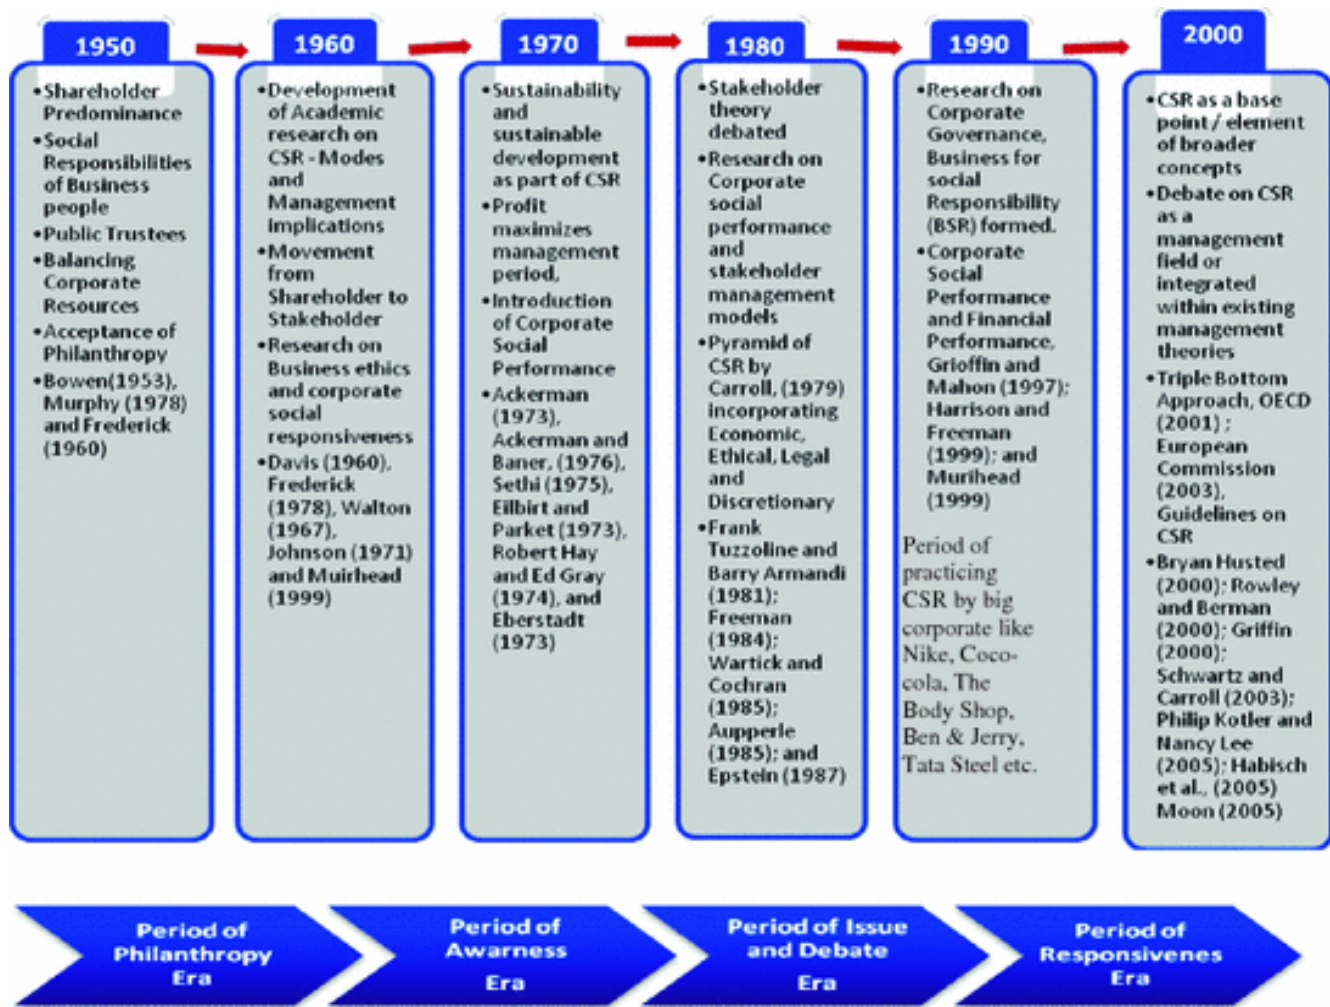 1950
•Shareholder
Predominance
•Social
Responsibilities
of Business
people
•Public Trustees
•Balancing
Corporate
Resources
•Acceptance of
Philanthropy
•Bowen(1953),
Murphy (1978)
and Frederick
(1960)
1960
•Development
of Academic
research on
CSR - Modes
and
Management
Implications
•Movement
from
Shareholder to
Stakeholder
•Research on
Business ethics
and corporate
social
responsiveness
•Davis (1960),
Frederick
(1978), Walton
(1967),
Johnson (1971)
and Muirhead
(1999)
1970
•Sustainability
and
sustainable
development
as part of CSR
•Profit
maximizes
management
period,
•Introduction
of Corporate
Social
Performance
•Ackerman
(1973),
Ackerman and
Baner, (1976),
Sethi (1975),
Eilbirt and
Parket (1973),
Robert Hay
and Ed Gray
(1974), and
Eberstadt
(1973)
1980
•Stakeholder
theory
debated
•Research on
Corporate
social
performance
and
stakeholder
management
models
•Pyramid of
CSR by
Carroll, (1979)
incorporating
Economic,
Ethical, Legal
and
Discretionary
•Frank
Tuzzoline and
Barry Armandi
(1981);
Freeman
(1984);
Wartick and
Cochran
(1985);
Aupperle
(1985); and
Epstein (1987)
1990
•Research on
Corporate
Governance,
Business for
social
Responsibility
(BSR) formed.
•Corporate
Social
Performance
and Financial
Performance,
Grioffin and
Mahon (1997);
Harrison and
Freeman
(1999); and
Murihead
(1999)
Period of
practicing
CSR by big
corporate like
Nike, Coco-
cola, The
Body Shop,
Ben & Jerry,
Tata Steel etc.
2000
•CSR as a base
point / element
of broader
concepts
•Debate on CSR
as a
management
field or
integrated
within existing
management
theories
•Triple Bottom
Approach, OECD
(2001) ;
European
Commission
(2003),
Guidelines on
CSR
•Bryan Husted
(2000); Rowley
and Berman
(2000); Griffin
(2000);
Schwartz and
Carroll (2003);
Philip Kotler and
Nancy Lee
(2005); Habisch
et al., (2005)
Moon (2005)
Period of
Philanthropy
Era
Period of
Awarness
Era
Period of Issue
and Debate
Era
Period of
Responsivenes
Era